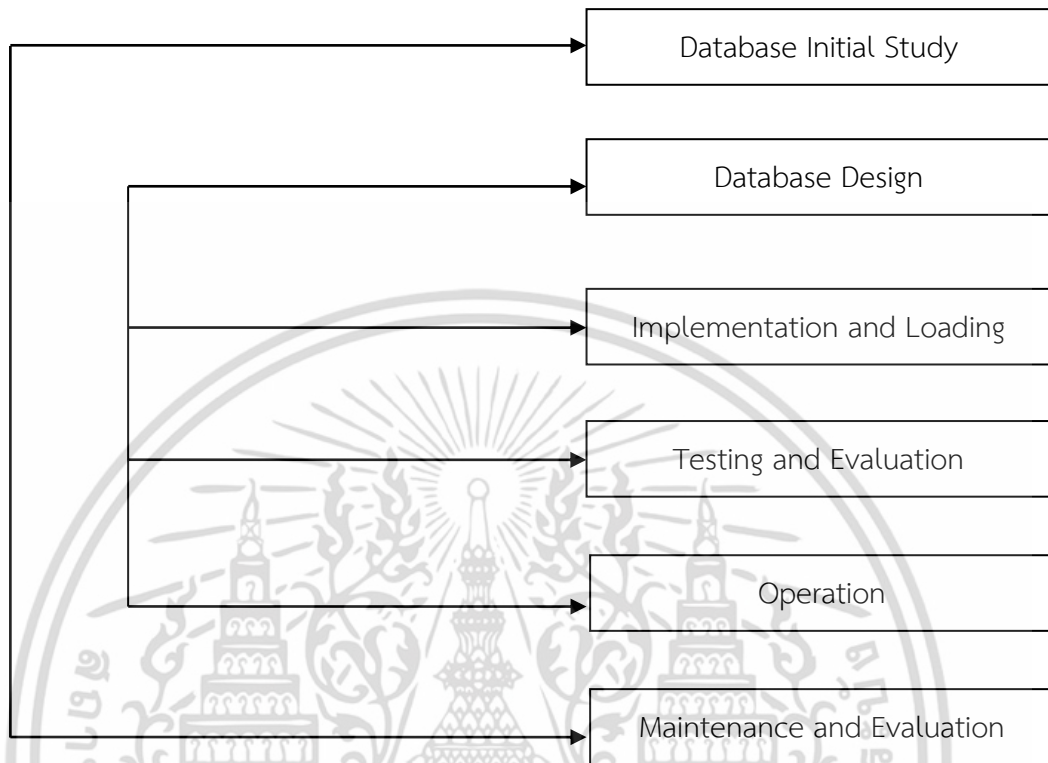 Database Initial Study
Database Design
Implementation and Loading
Testing and Evaluation
Operation
Maintenance and Evaluation